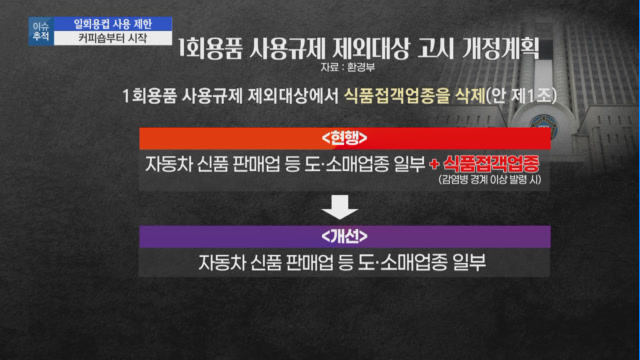 이슈
추적
일회용컵 사용 제한
커피숍부터 시작
1회용품 사용규제 제외대상 고시 개정계획
자료 : 환경부
1회용품 사용규제 제외대상에서 식품접객업종을 삭제(안 제1조)
<현행>
자동차 신품 판매업 등 도·소매업종 일부 + 식품접객업종
(감염병 경계 이상 발령 시)
<개선>
자동차 신품 판매업 등 도·소매업종 일부